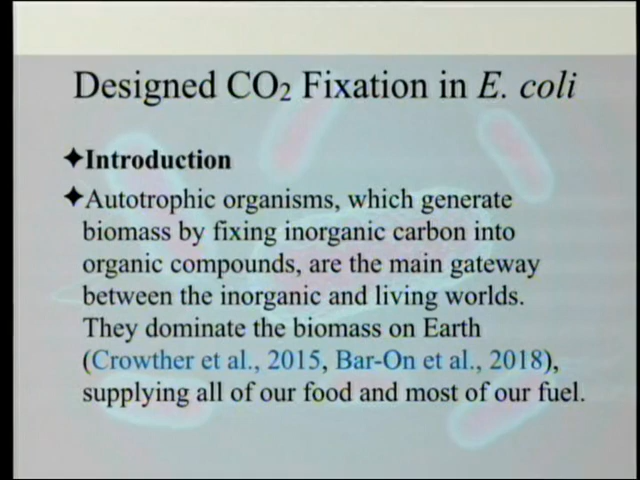 Designed CO₂ Fixation in E. coli
✦Introduction
✦Autotrophic organisms, which generate
biomass by fixing inorganic carbon into
organic compounds, are the main gateway
between the inorganic and living worlds.
They dominate the biomass on Earth
(Crowther et al., 2015, Bar-On et al., 2018),
supplying all of our food and most of our fuel.